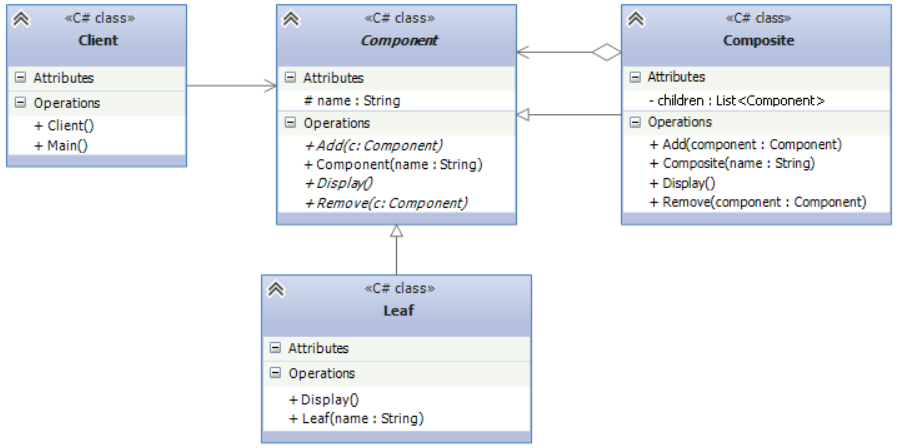 «C# class»
Client
Attributes
Operations
+ Client()
+ Main()
«C# class»
Component
Attributes
# name : String
Operations
+ Add(c: Component)
+ Component(name : String)
+ Display()
+ Remove(c: Component)
«C# class»
Composite
Attributes
- children : List<Component>
Operations
+ Add(component : Component)
+ Composite(name : String)
+ Display()
+ Remove(component : Component)
«C# class»
Leaf
Attributes
Operations
+ Display()
+ Leaf(name : String)